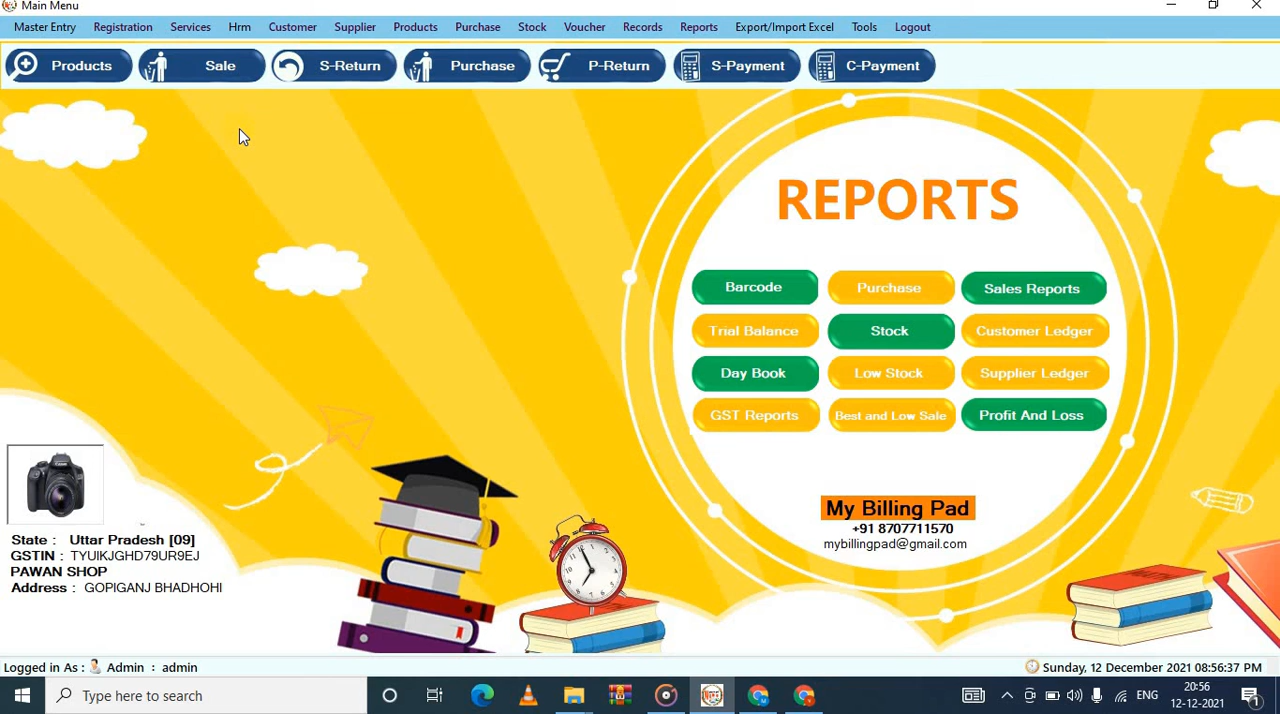 Main Menu
Master Entry Registration Services Hrm Customer Supplier Products Purchase Stock Voucher Records Reports Export/Import Excel Tools Logout
Products Sale S-Return Purchase P-Return S-Payment C-Payment
REPORTS
Barcode Purchase Sales Reports
Trial Balance Stock Customer Ledger
Day Book Low Stock Supplier Ledger
GST Reports Best and Low Sale Profit And Loss
My Billing Pad
+91 8707711570
mybillingpad@gmail.com
State : Uttar Pradesh [09]
GSTIN : TYUIKJGHD79UR9EJ
PAWAN SHOP
Address : GOPIGANJ BHADHOHI
Logged in As : Admin : admin
Sunday, 12 December 2021 08:56:37 PM
Type here to search
ENG
20:56
12-12-2021